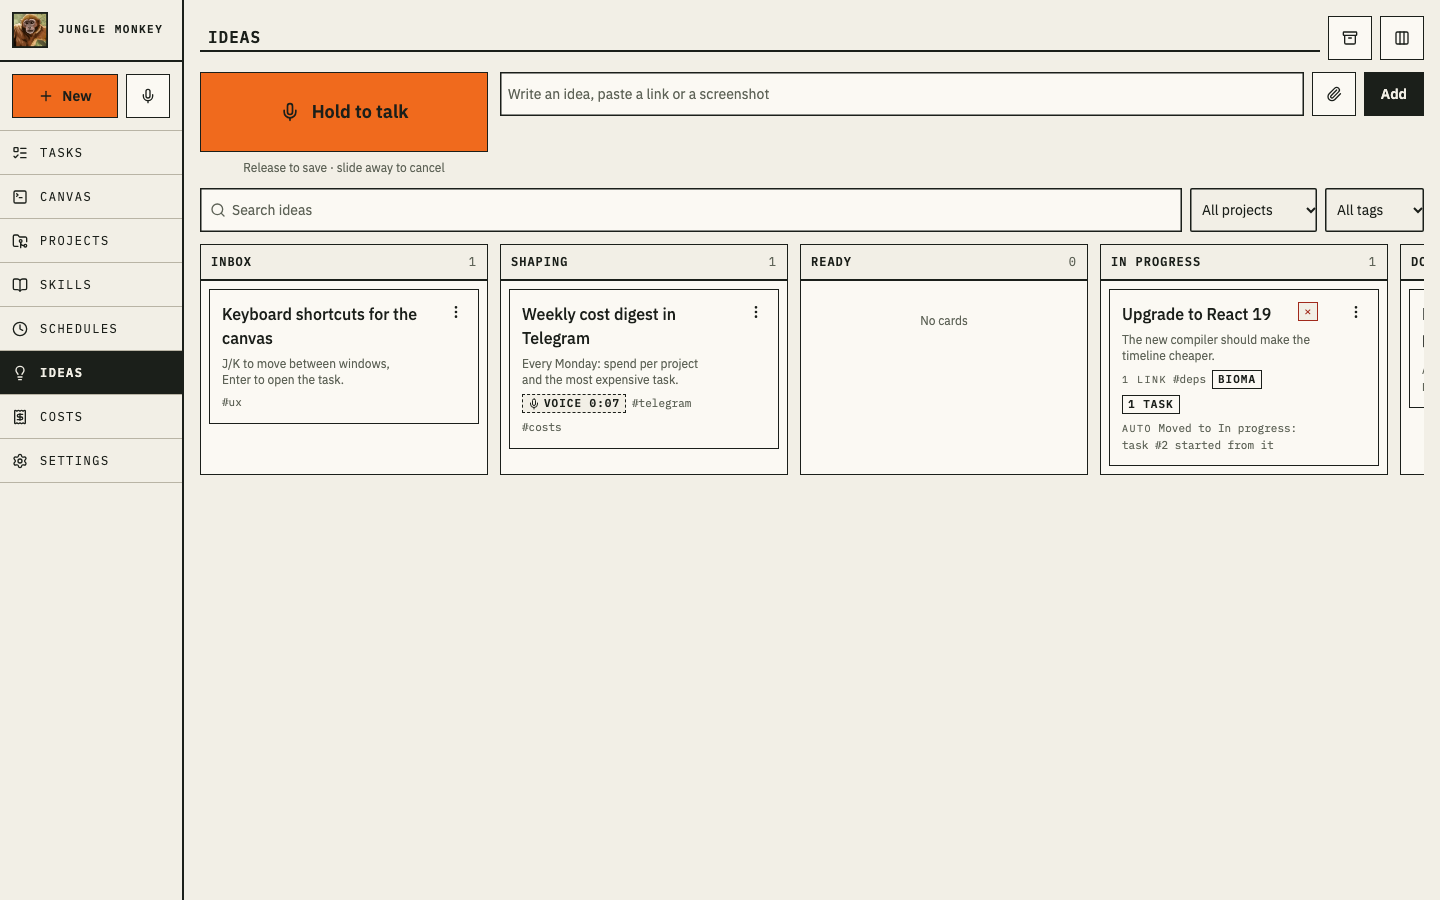 JUNGLE MONKEY
New
TASKS
CANVAS
PROJECTS
SKILLS
SCHEDULES
IDEAS
COSTS
SETTINGS
IDEAS
Hold to talk
Release to save · slide away to cancel
Write an idea, paste a link or a screenshot
Add
Search ideas
All projects
All tags
INBOX 1
Keyboard shortcuts for the
canvas
J/K to move between windows,
Enter to open the task.
#ux
SHAPING 1
Weekly cost digest in
Telegram
Every Monday: spend per project
and the most expensive task.
VOICE 0:07 #telegram
#costs
READY 0
No cards
IN PROGRESS 1
Upgrade to React 19
The new compiler should make the
timeline cheaper.
1 LINK #deps BIOMA
1 TASK
AUTO Moved to In progress:
task #2 started from it